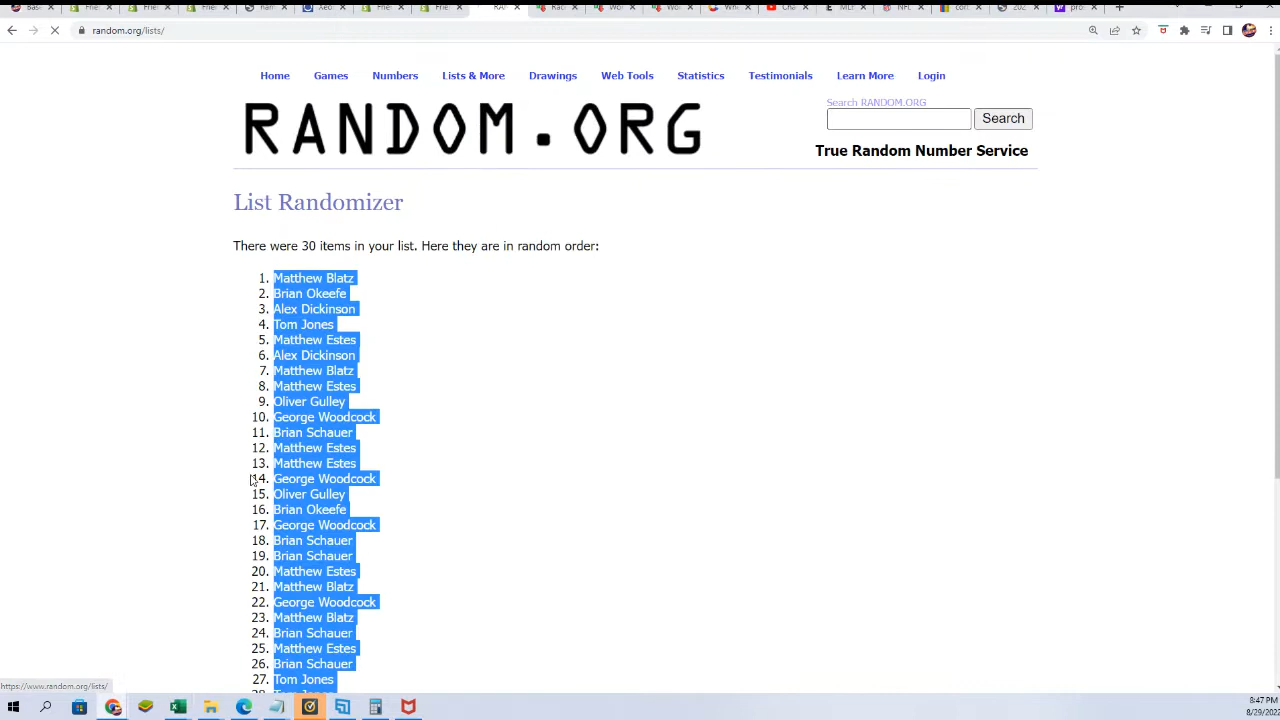 random.org/lists/
Home Games Numbers Lists & More Drawings Web Tools Statistics Testimonials Learn More Login
RANDOM.ORG
Search RANDOM.ORG
Search
True Random Number Service
List Randomizer
There were 30 items in your list. Here they are in random order:
1. Matthew Blatz
2. Brian Okeefe
3. Alex Dickinson
4. Tom Jones
5. Matthew Estes
6. Alex Dickinson
7. Matthew Blatz
8. Matthew Estes
9. Oliver Gulley
10. George Woodcock
11. Brian Schauer
12. Matthew Estes
13. Matthew Estes
14. George Woodcock
15. Oliver Gulley
16. Brian Okeefe
17. George Woodcock
18. Brian Schauer
19. Brian Schauer
20. Matthew Estes
21. Matthew Blatz
22. George Woodcock
23. Matthew Blatz
24. Brian Schauer
25. Matthew Estes
26. Brian Schauer
27. Tom Jones
https://www.random.org/lists/
8:47 PM